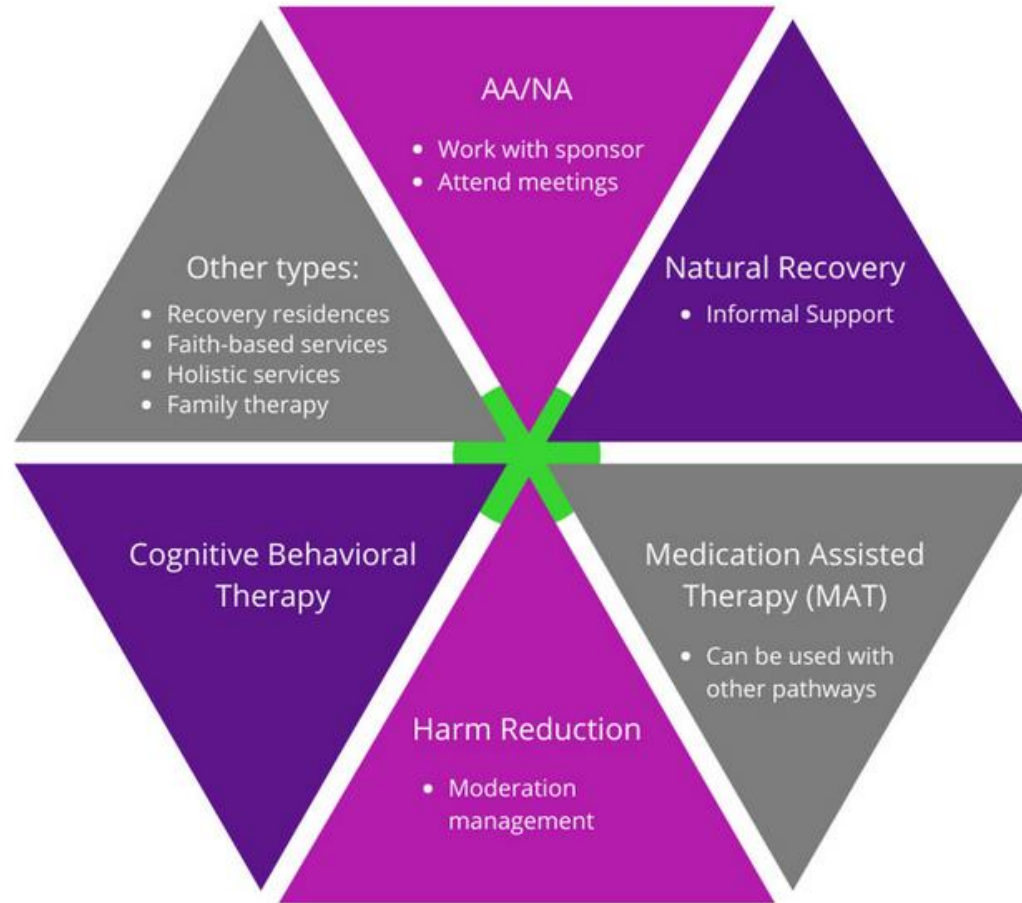 AA/NA
• Work with sponsor
• Attend meetings
Other types:
• Recovery residences
• Faith-based services
• Holistic services
• Family therapy
Natural Recovery
• Informal Support
Cognitive Behavioral
Therapy
Medication Assisted
Therapy (MAT)
• Can be used with
other pathways
Harm Reduction
• Moderation
management